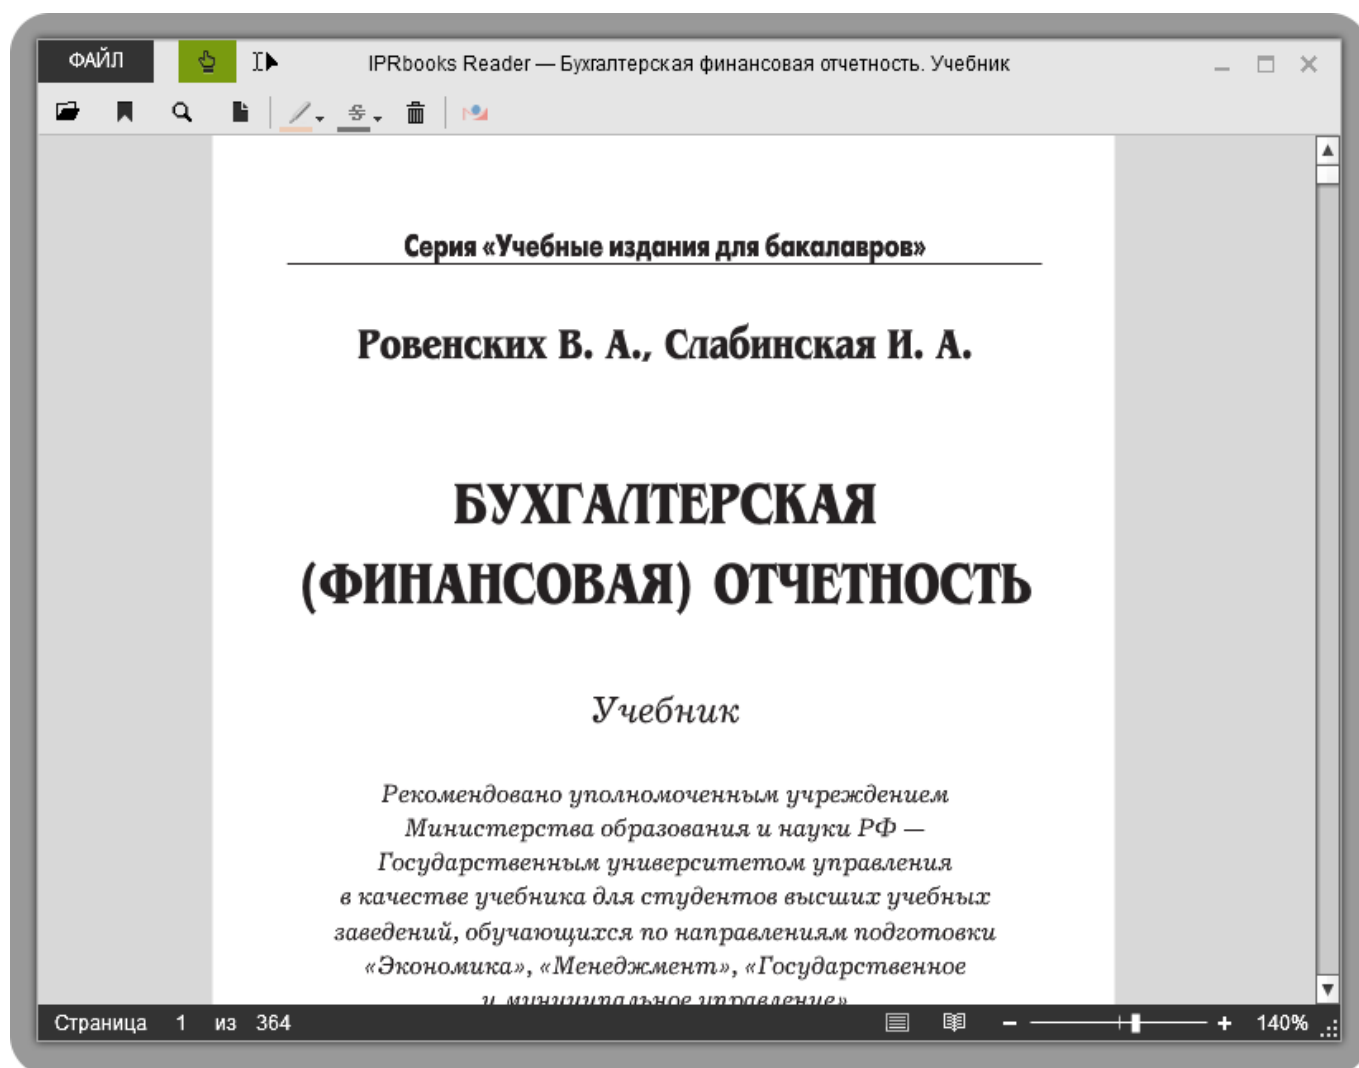 ФАЙЛ
IPRbooks Reader — Бухгалтерская финансовая отчетность. Учебник
Серия «Учебные издания для бакалавров»
Ровенских В. А., Слабинская И. А.
БУХГАЛТЕРСКАЯ
(ФИНАНСОВАЯ) ОТЧЕТНОСТЬ
Учебник
Рекомендовано уполномоченным учреждением
Министерства образования и науки РФ —
Государственным университетом управления
в качестве учебника для студентов высших учебных
заведений, обучающихся по направлениям подготовки
«Экономика», «Менеджмент», «Государственное
и муниципальное управление»
Страница 1 из 364
140%